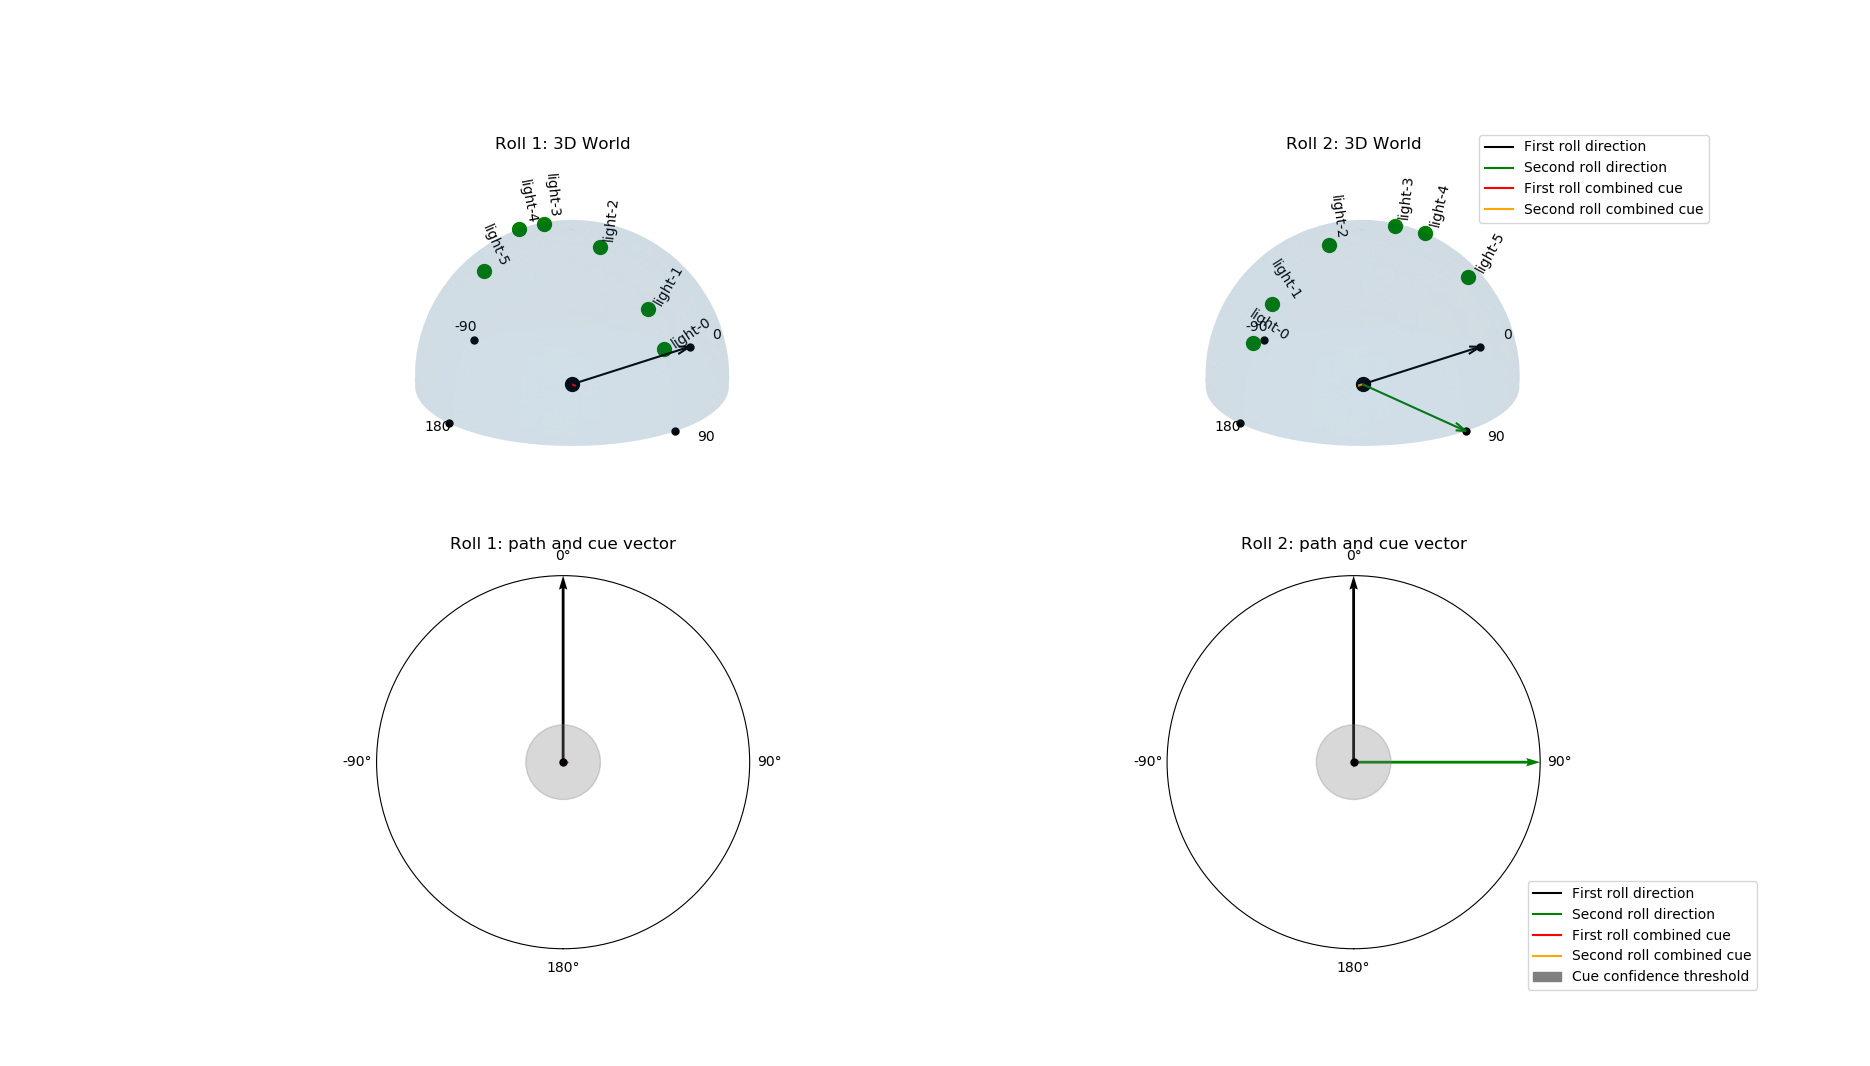 Roll 1: 3D World
light-4
light-3
light-2
light-5
light-1
light-0
-90
0
180
90
Roll 2: 3D World
First roll direction
Second roll direction
First roll combined cue
Second roll combined cue
light-2
light-3
light-4
light-5
light-1
light-0
-90
0
180
90
Roll 1: path and cue vector
0°
-90°
90°
180°
Roll 2: path and cue vector
0°
-90°
90°
180°
First roll direction
Second roll direction
First roll combined cue
Second roll combined cue
Cue confidence threshold